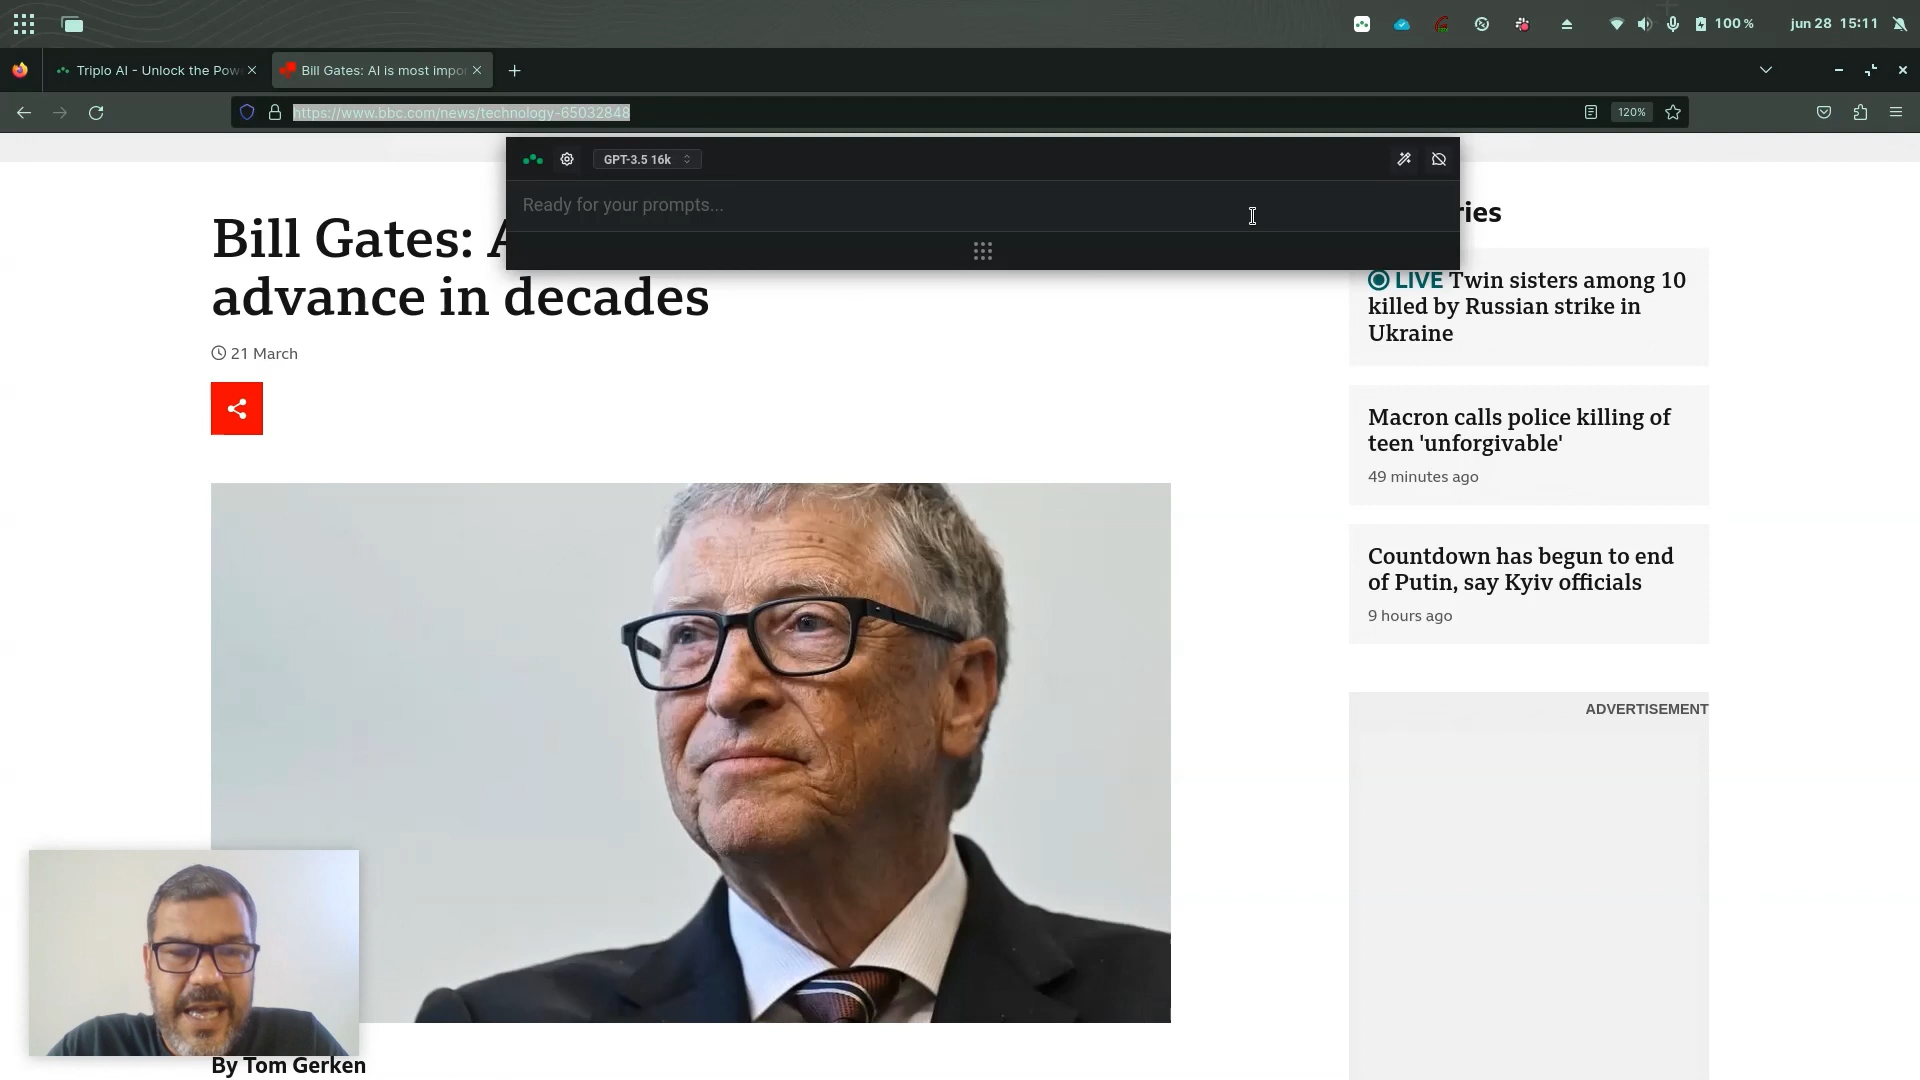 100 %
jun 28 15:11
Triplo AI - Unlock the Pow
Bill Gates: AI is most impo
https://www.bbc.com/news/technology-65032848
120%
GPT-3.5 16k
Ready for your prompts...
Bill Gates: A
advance in decades
21 March
By Tom Gerken
ries
LIVE Twin sisters among 10
killed by Russian strike in
Ukraine
Macron calls police killing of
teen 'unforgivable'
49 minutes ago
Countdown has begun to end
of Putin, say Kyiv officials
9 hours ago
ADVERTISEMENT